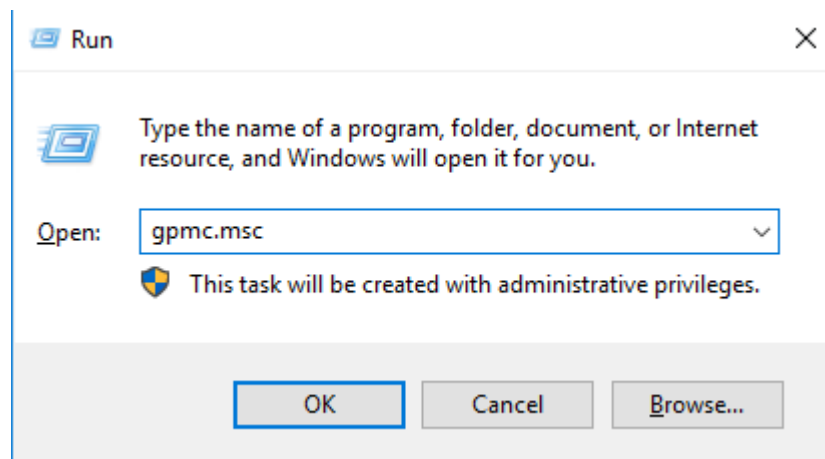 Run
Type the name of a program, folder, document, or Internet
resource, and Windows will open it for you.
Open: gpmc.msc
This task will be created with administrative privileges.
OK Cancel Browse...